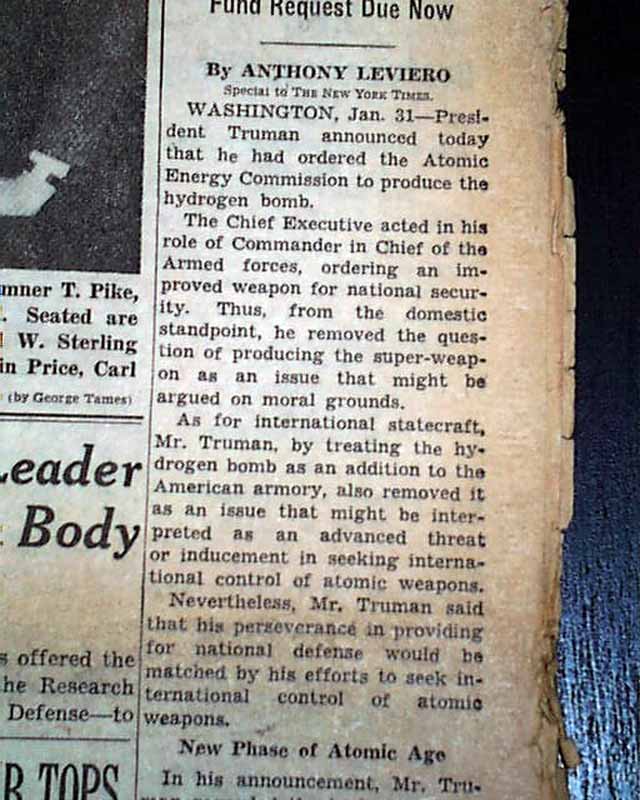 Fund Request Due Now
By ANTHONY LEVIERO
Special to THE NEW YORK TIMES.
WASHINGTON, Jan. 31—Presi-
dent Truman announced today
that he had ordered the Atomic
Energy Commission to produce the
hydrogen bomb.
The Chief Executive acted in his
role of Commander in Chief of the
Armed forces, ordering an im-
proved weapon for national secur-
ity. Thus, from the domestic
standpoint, he removed the ques-
tion of producing the super-weap-
on as an issue that might be
argued on moral grounds.
As for international statecraft,
Mr. Truman, by treating the hy-
drogen bomb as an addition to the
American armory, also removed it
as an issue that might be inter-
preted as an advanced threat
or inducement in seeking interna-
tional control of atomic weapons.
Nevertheless, Mr. Truman said
that his perseverance in providing
for national defense would be
matched by his efforts to seek in-
ternational control of atomic
weapons.
New Phase of Atomic Age
In his announcement, Mr. Tru-
mner T. Pike,
. Seated are
W. Sterling
in Price, Carl
(by George Tames)
Leader
Body
s offered the
he Research
Defense—to
R TOPS